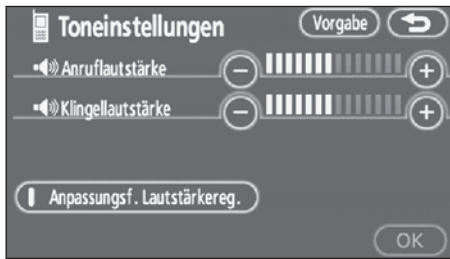 Toneinstellungen
Vorgabe
Anruflautstärke
Klingellautstärke
Anpassungsf. Lautstärkereg.
OK